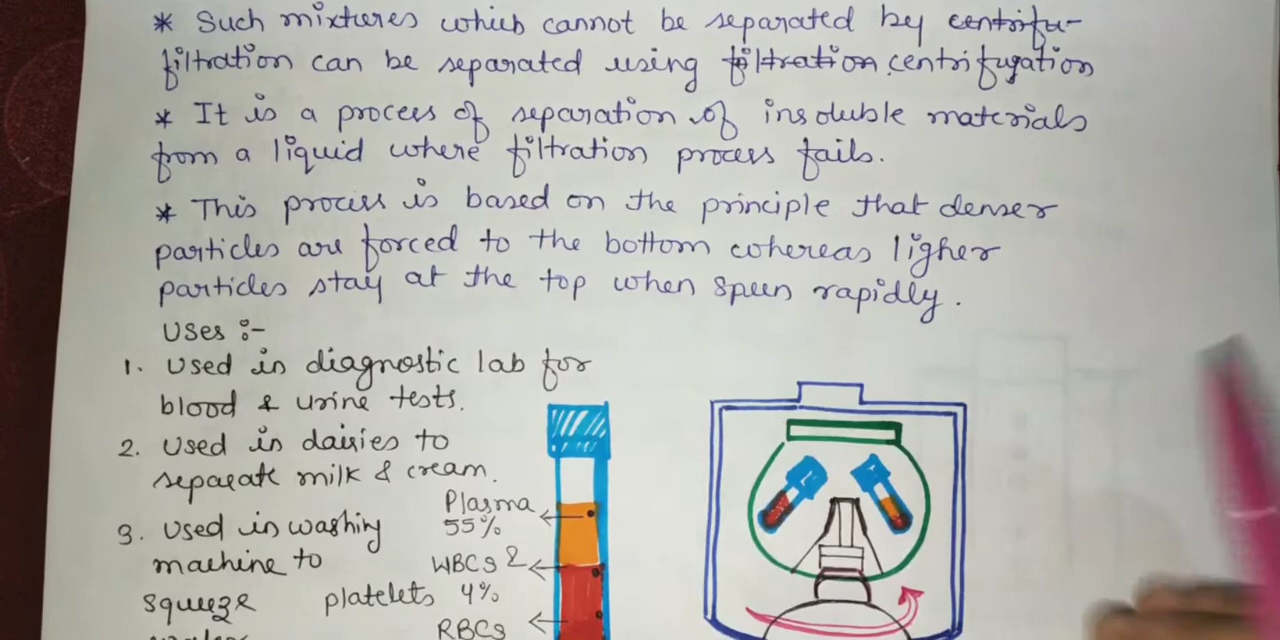 * Such mixtures which cannot be separated by centrifu-
filtration can be separated using filtration centrifugation
* It is a process of separation of insoluble materials
from a liquid where filtration process fails.
* This process is based on the principle that denser
particles are forced to the bottom whereas ligher
particles stay at the top when speen rapidly.
Uses :-
1. Used in diagnostic lab for
blood & urine tests.
2. Used in dairies to
separate milk & cream.
3. Used in washing
machine to
squeeze
Plasma
55%
WBCs &
platelets 4%
RBCs